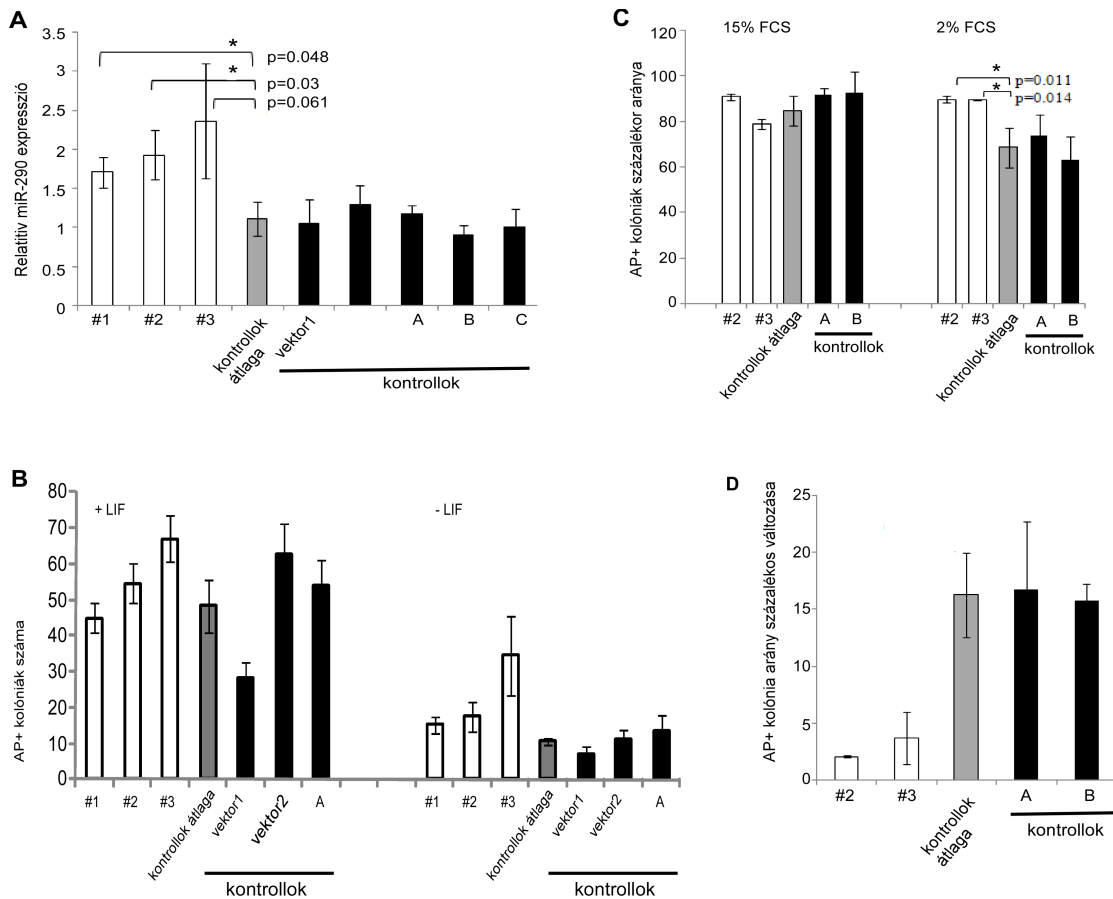 A
Relatitív miR-290 expresszió
3.5
3
2.5
2
1.5
1
0.5
0
*
p=0.048
*
p=0.03
p=0.061
#1
#2
#3
kontrollok
átlaga
vektor1
A
B
C
kontrollok
C
15% FCS
2% FCS
AP+ kolóniák százalékor aránya
120
100
80
60
40
20
0
*
p=0.011
*
p=0.014
#2
#3
kontrollok átlaga
A
B
kontrollok
#2
#3
kontrollok átlaga
A
B
kontrollok
B
+ LIF
- LIF
AP+ kolóniák száma
80
70
60
50
40
30
20
10
0
#1
#2
#3
kontrollok átlaga
vektor1
vektor2
A
kontrollok
#1
#2
#3
kontrollok átlaga
vektor1
vektor2
A
kontrollok
D
AP+ kolónia arány százalékos változása
25
20
15
10
5
0
#2
#3
kontrollok
átlaga
A
B
kontrollok